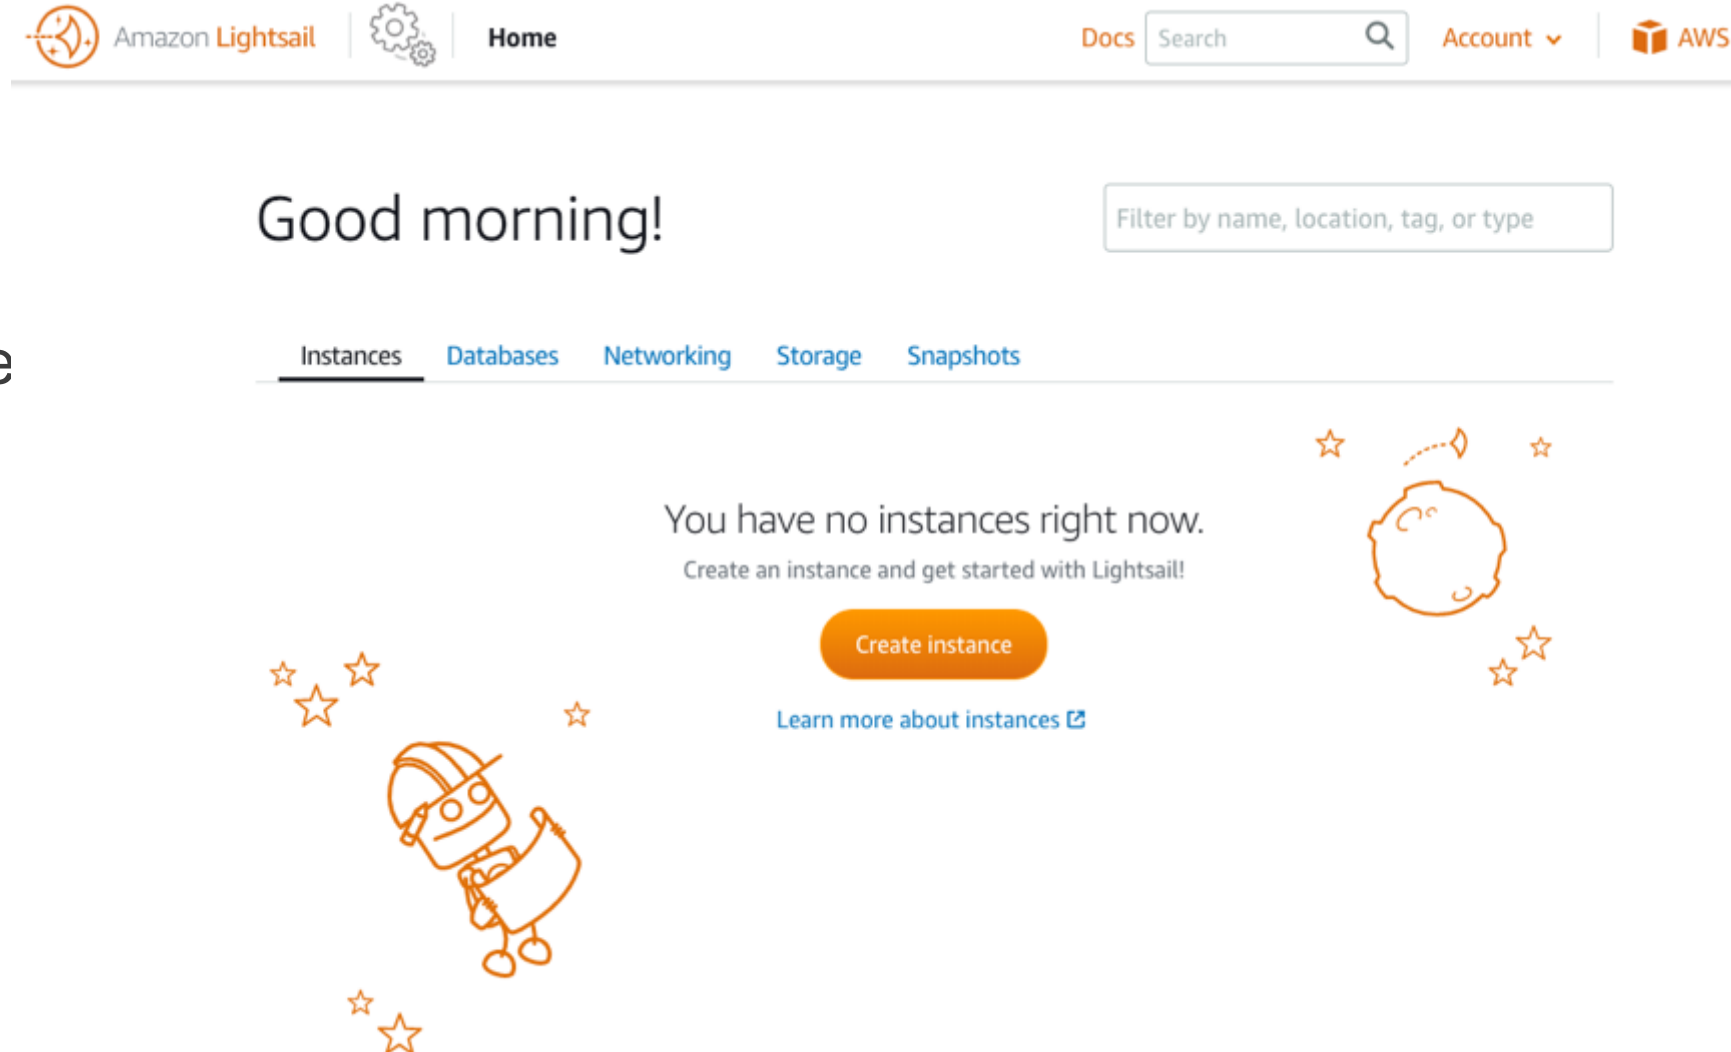 Amazon Lightsail Home Docs Search Account AWS
Good morning!
Filter by name, location, tag, or type
e
Instances Databases Networking Storage Snapshots
You have no instances right now.
Create an instance and get started with Lightsail!
Create instance
Learn more about instances